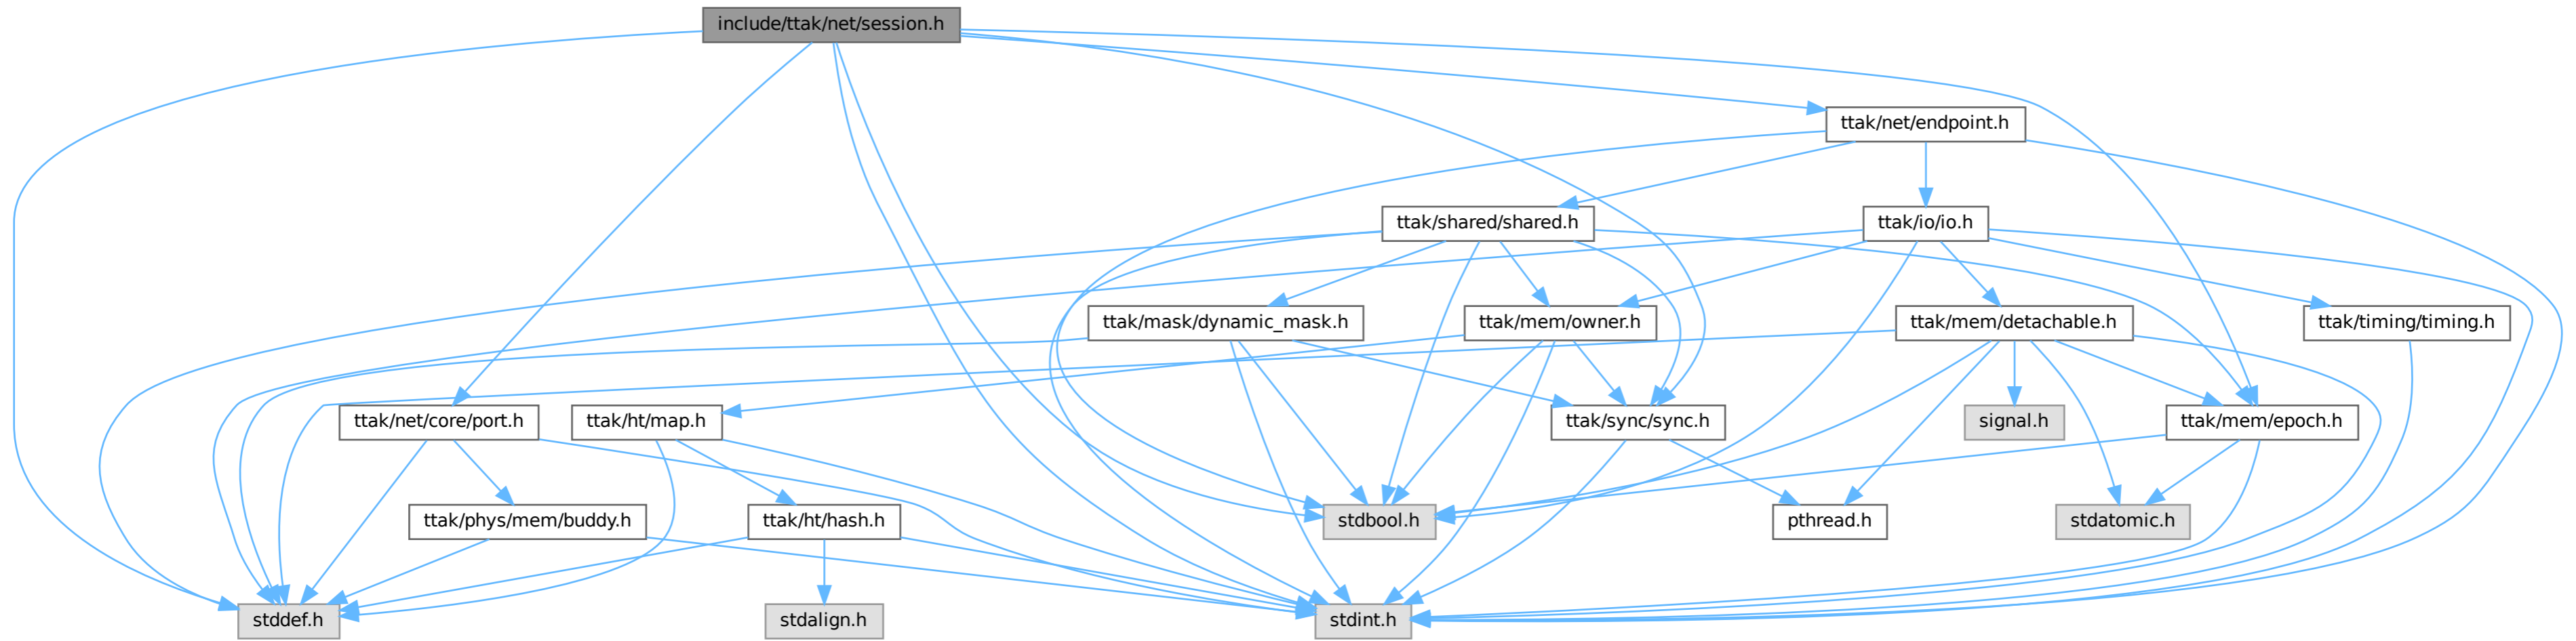 include/ttak/net/session.h
ttak/net/endpoint.h
ttak/shared/shared.h
ttak/io/io.h
ttak/mask/dynamic_mask.h
ttak/mem/owner.h
ttak/mem/detachable.h
ttak/timing/timing.h
ttak/net/core/port.h
ttak/ht/map.h
ttak/sync/sync.h
signal.h
ttak/mem/epoch.h
ttak/phys/mem/buddy.h
ttak/ht/hash.h
stdbool.h
pthread.h
stdatomic.h
stddef.h
stdalign.h
stdint.h